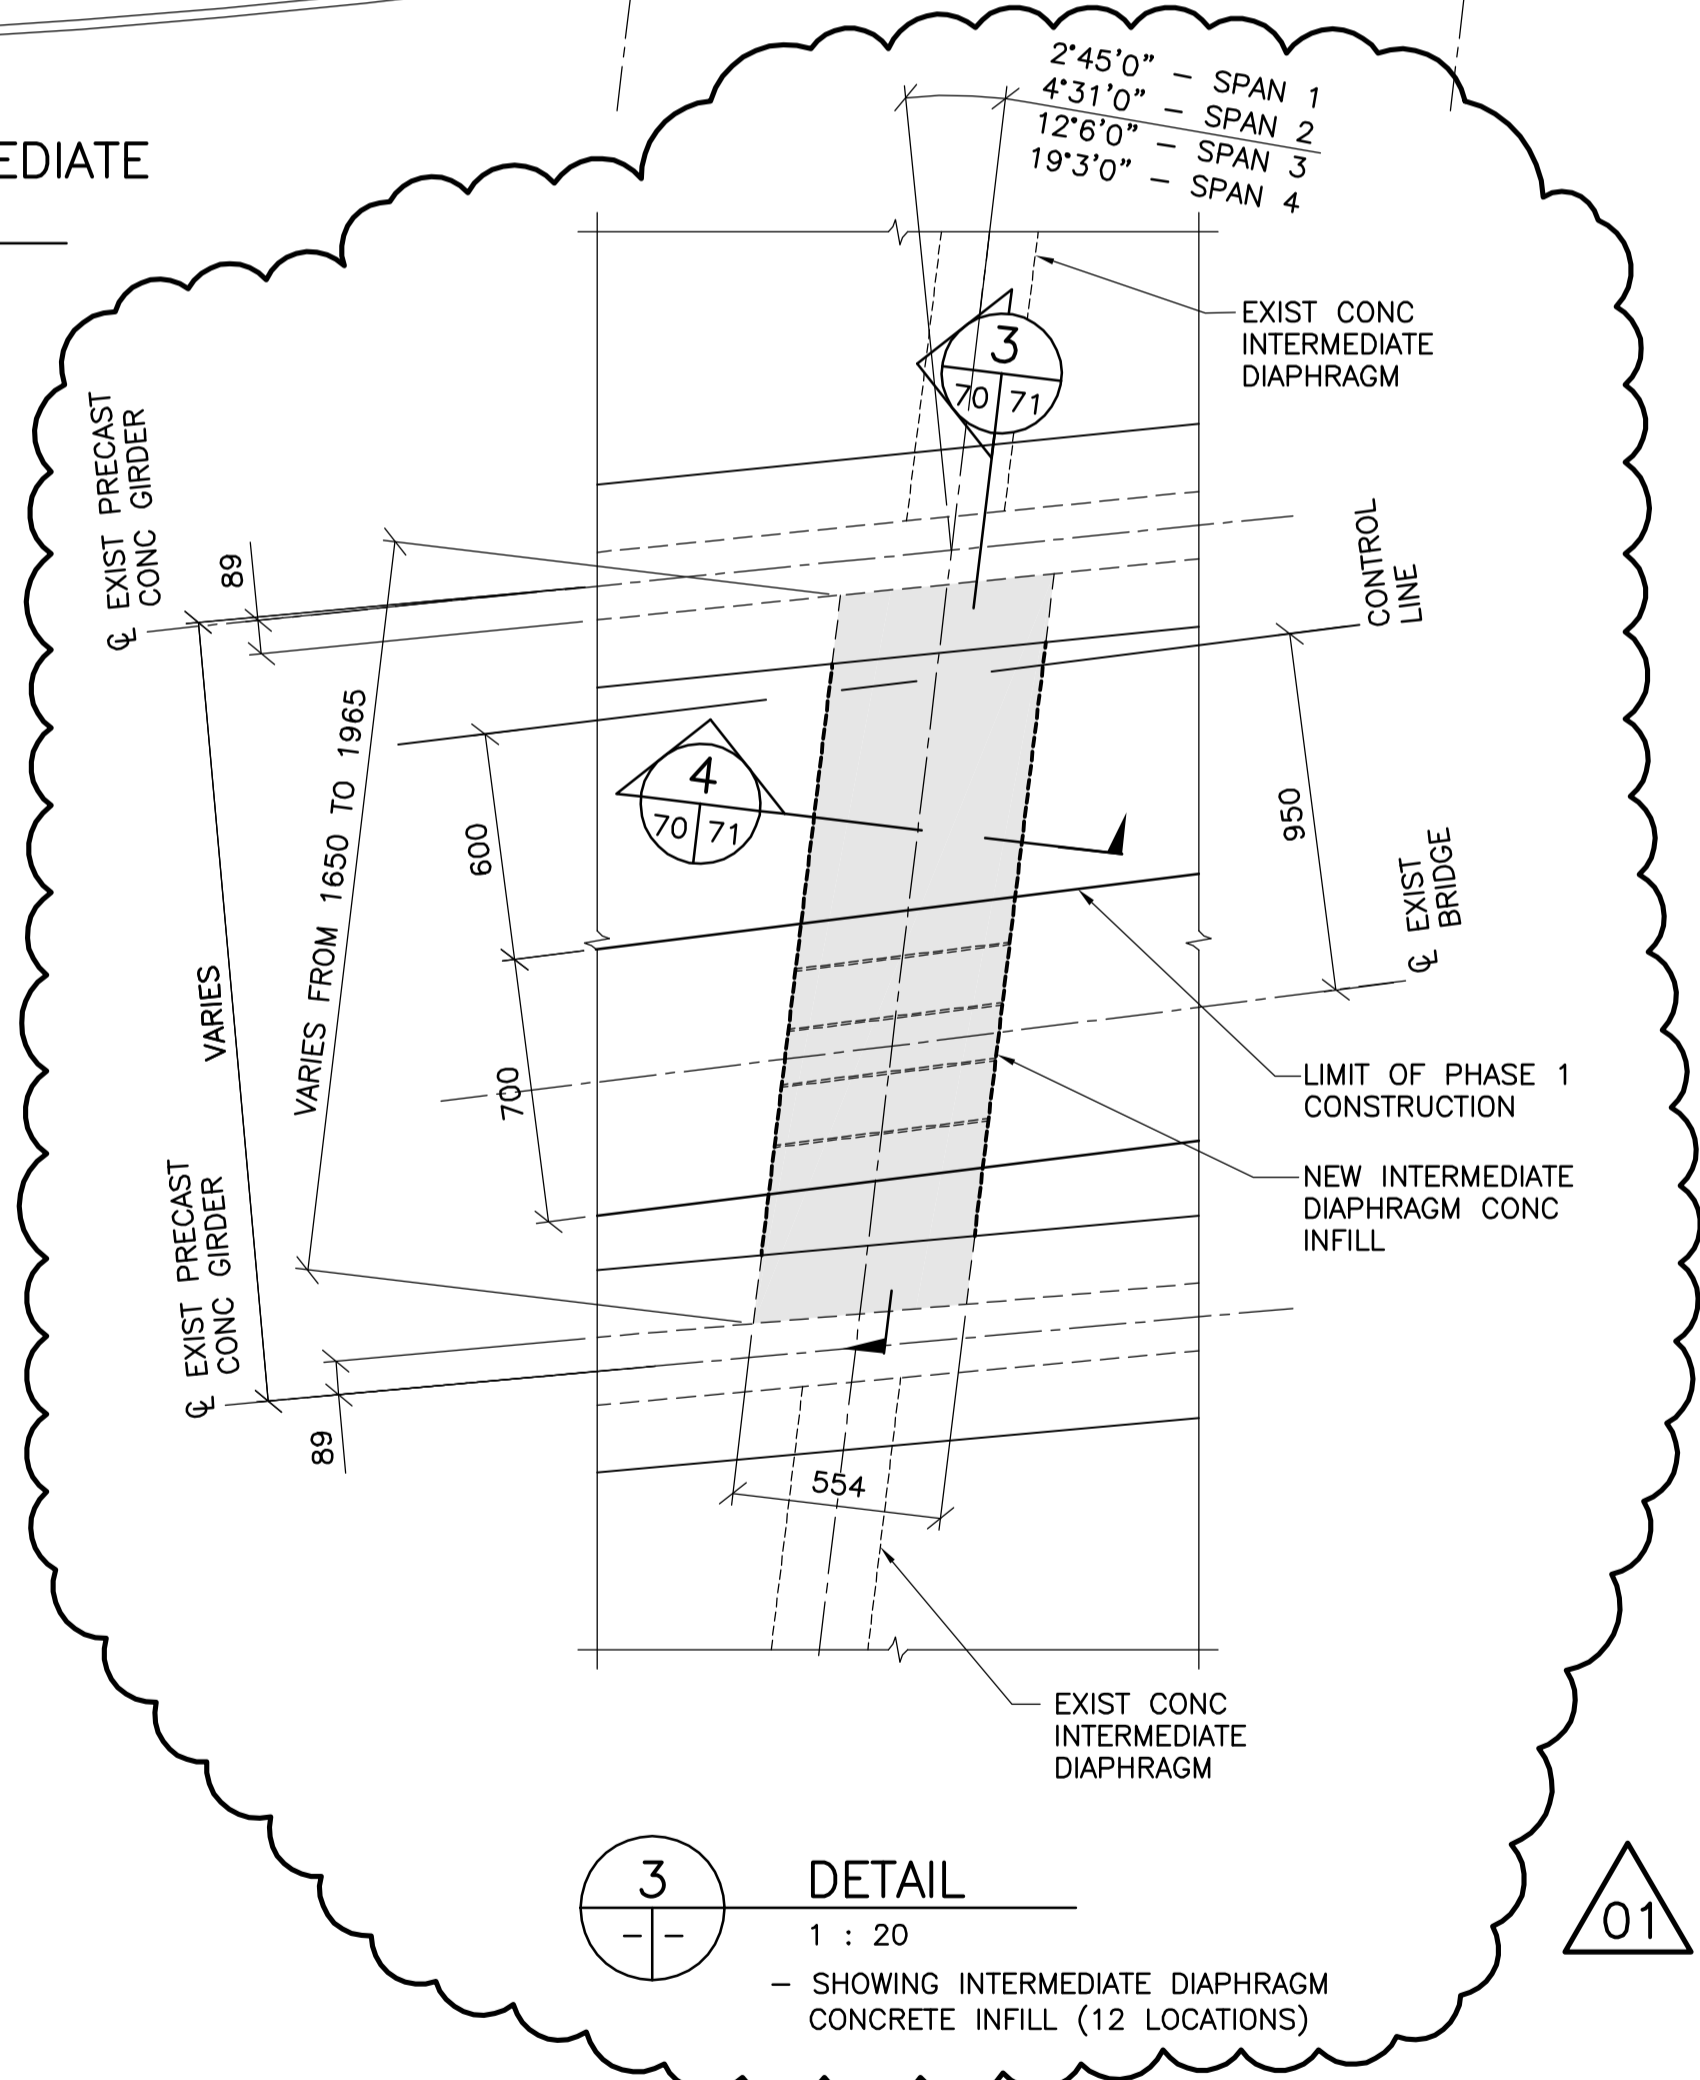 EDIATE
2°45'0" – SPAN 1
4°31'0" – SPAN 2
12°6'0" – SPAN 3
19°3'0" – SPAN 4
EXIST CONC
INTERMEDIATE
DIAPHRAGM
3
70 71
℄ EXIST PRECAST
CONC GIRDER
89
CONTROL
LINE
VARIES FROM 1650 TO 1965
4
70 71
600
950
℄ EXIST
BRIDGE
VARIES
700
LIMIT OF PHASE 1
CONSTRUCTION
NEW INTERMEDIATE
DIAPHRAGM CONC
INFILL
℄ EXIST PRECAST
CONC GIRDER
89
554
EXIST CONC
INTERMEDIATE
DIAPHRAGM
3
– –
DETAIL
1 : 20
– SHOWING INTERMEDIATE DIAPHRAGM
CONCRETE INFILL (12 LOCATIONS)
01